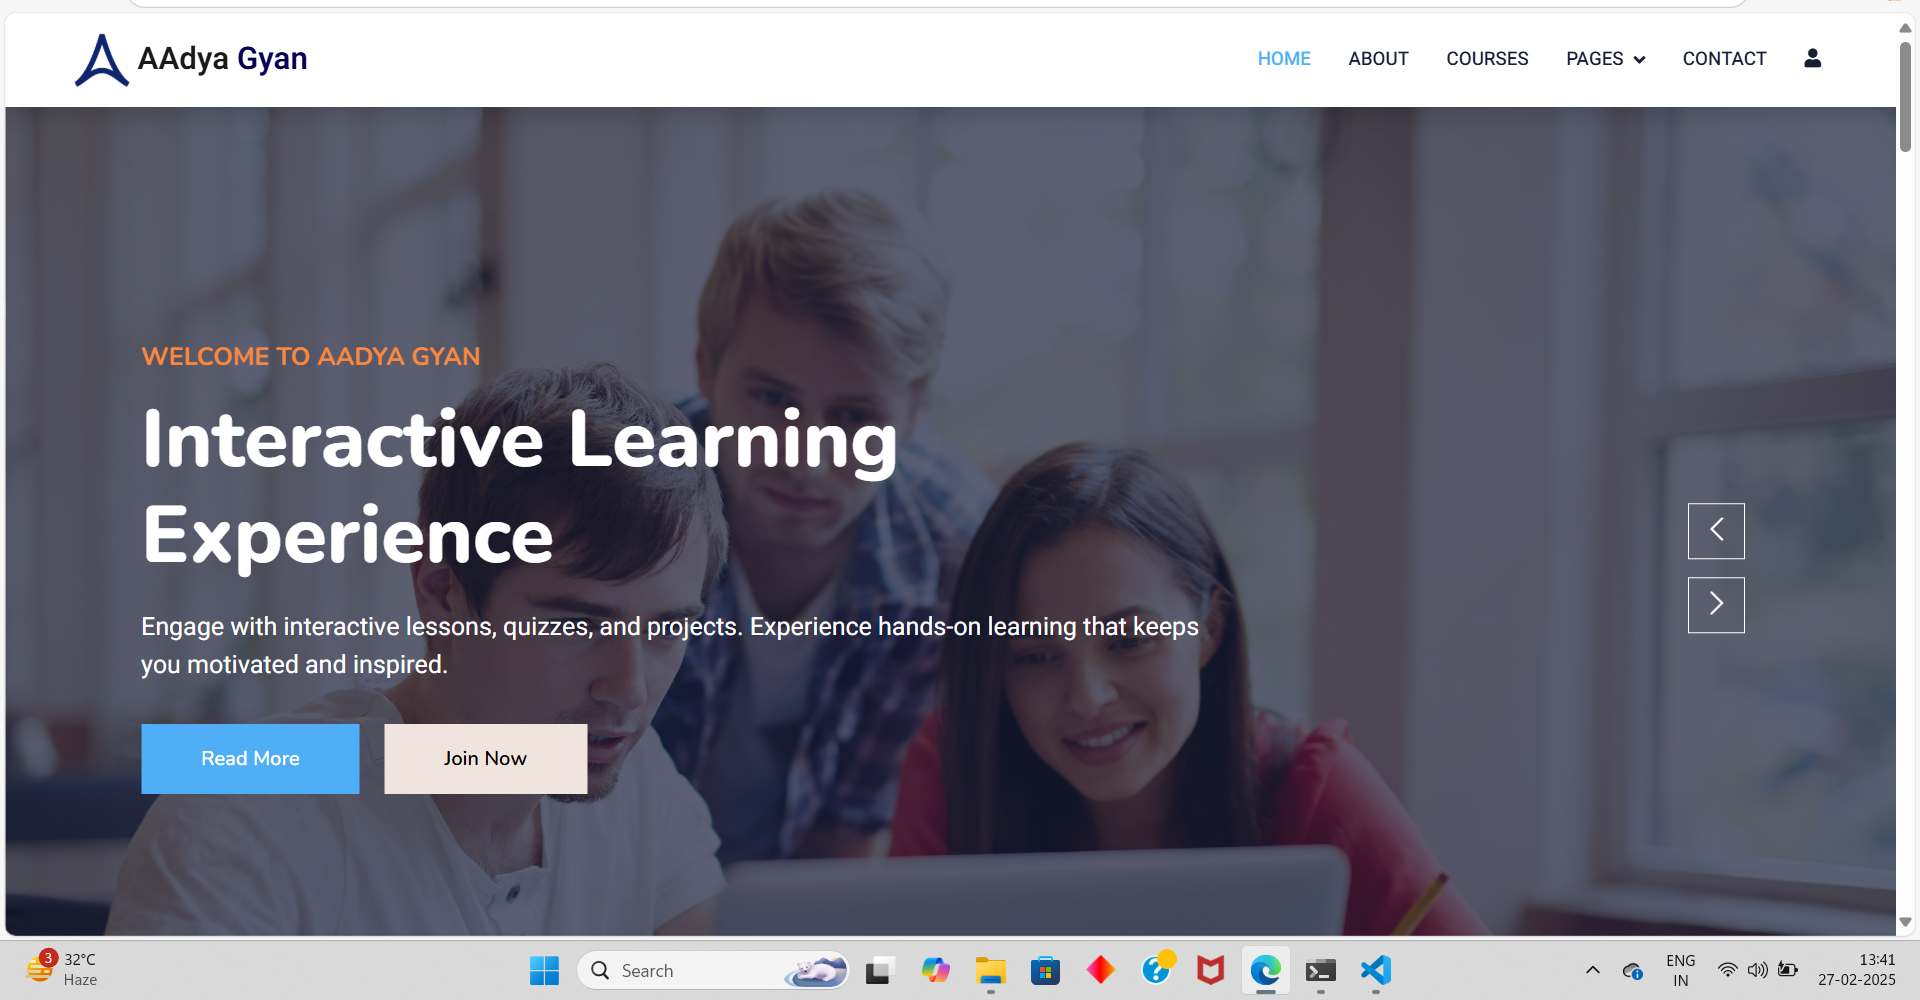 AAdya Gyan
HOME ABOUT COURSES PAGES CONTACT
WELCOME TO AADYA GYAN
Interactive Learning
Experience
Engage with interactive lessons, quizzes, and projects. Experience hands-on learning that keeps
you motivated and inspired.
Read More Join Now
3
32°C
Haze
Search
ENG
IN
13:41
27-02-2025